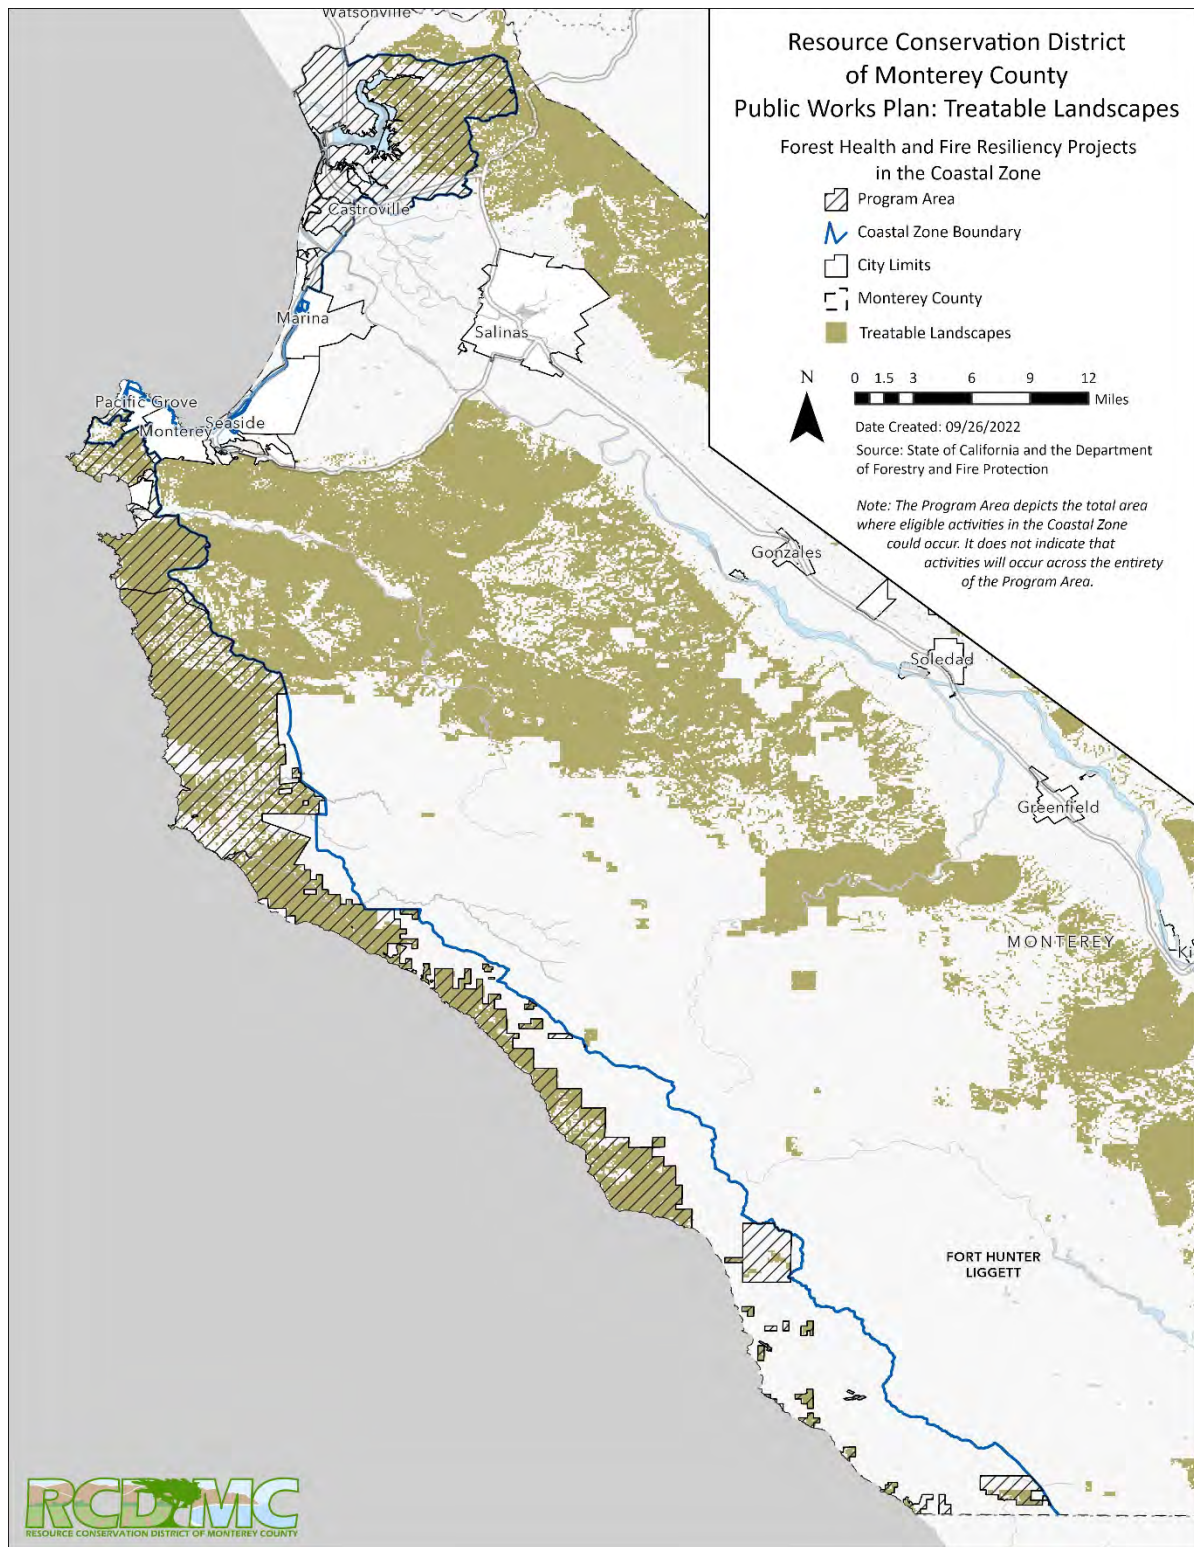 Watsonville
Resource Conservation District
of Monterey County
Public Works Plan: Treatable Landscapes
Forest Health and Fire Resiliency Projects
in the Coastal Zone
Program Area
Coastal Zone Boundary
City Limits
Monterey County
Treatable Landscapes
N
0 1.5 3 6 9 12
Miles
Date Created: 09/26/2022
Source: State of California and the Department
of Forestry and Fire Protection
Note: The Program Area depicts the total area
where eligible activities in the Coastal Zone
could occur. It does not indicate that
activities will occur across the entirety
of the Program Area.
Castroville
Marina
Salinas
Pacific Grove
Seaside
Monterey
Gonzales
Soledad
Greenfield
MONTEREY
Ki
FORT HUNTER
LIGGETT
RCDMC
RESOURCE CONSERVATION DISTRICT OF MONTEREY COUNTY